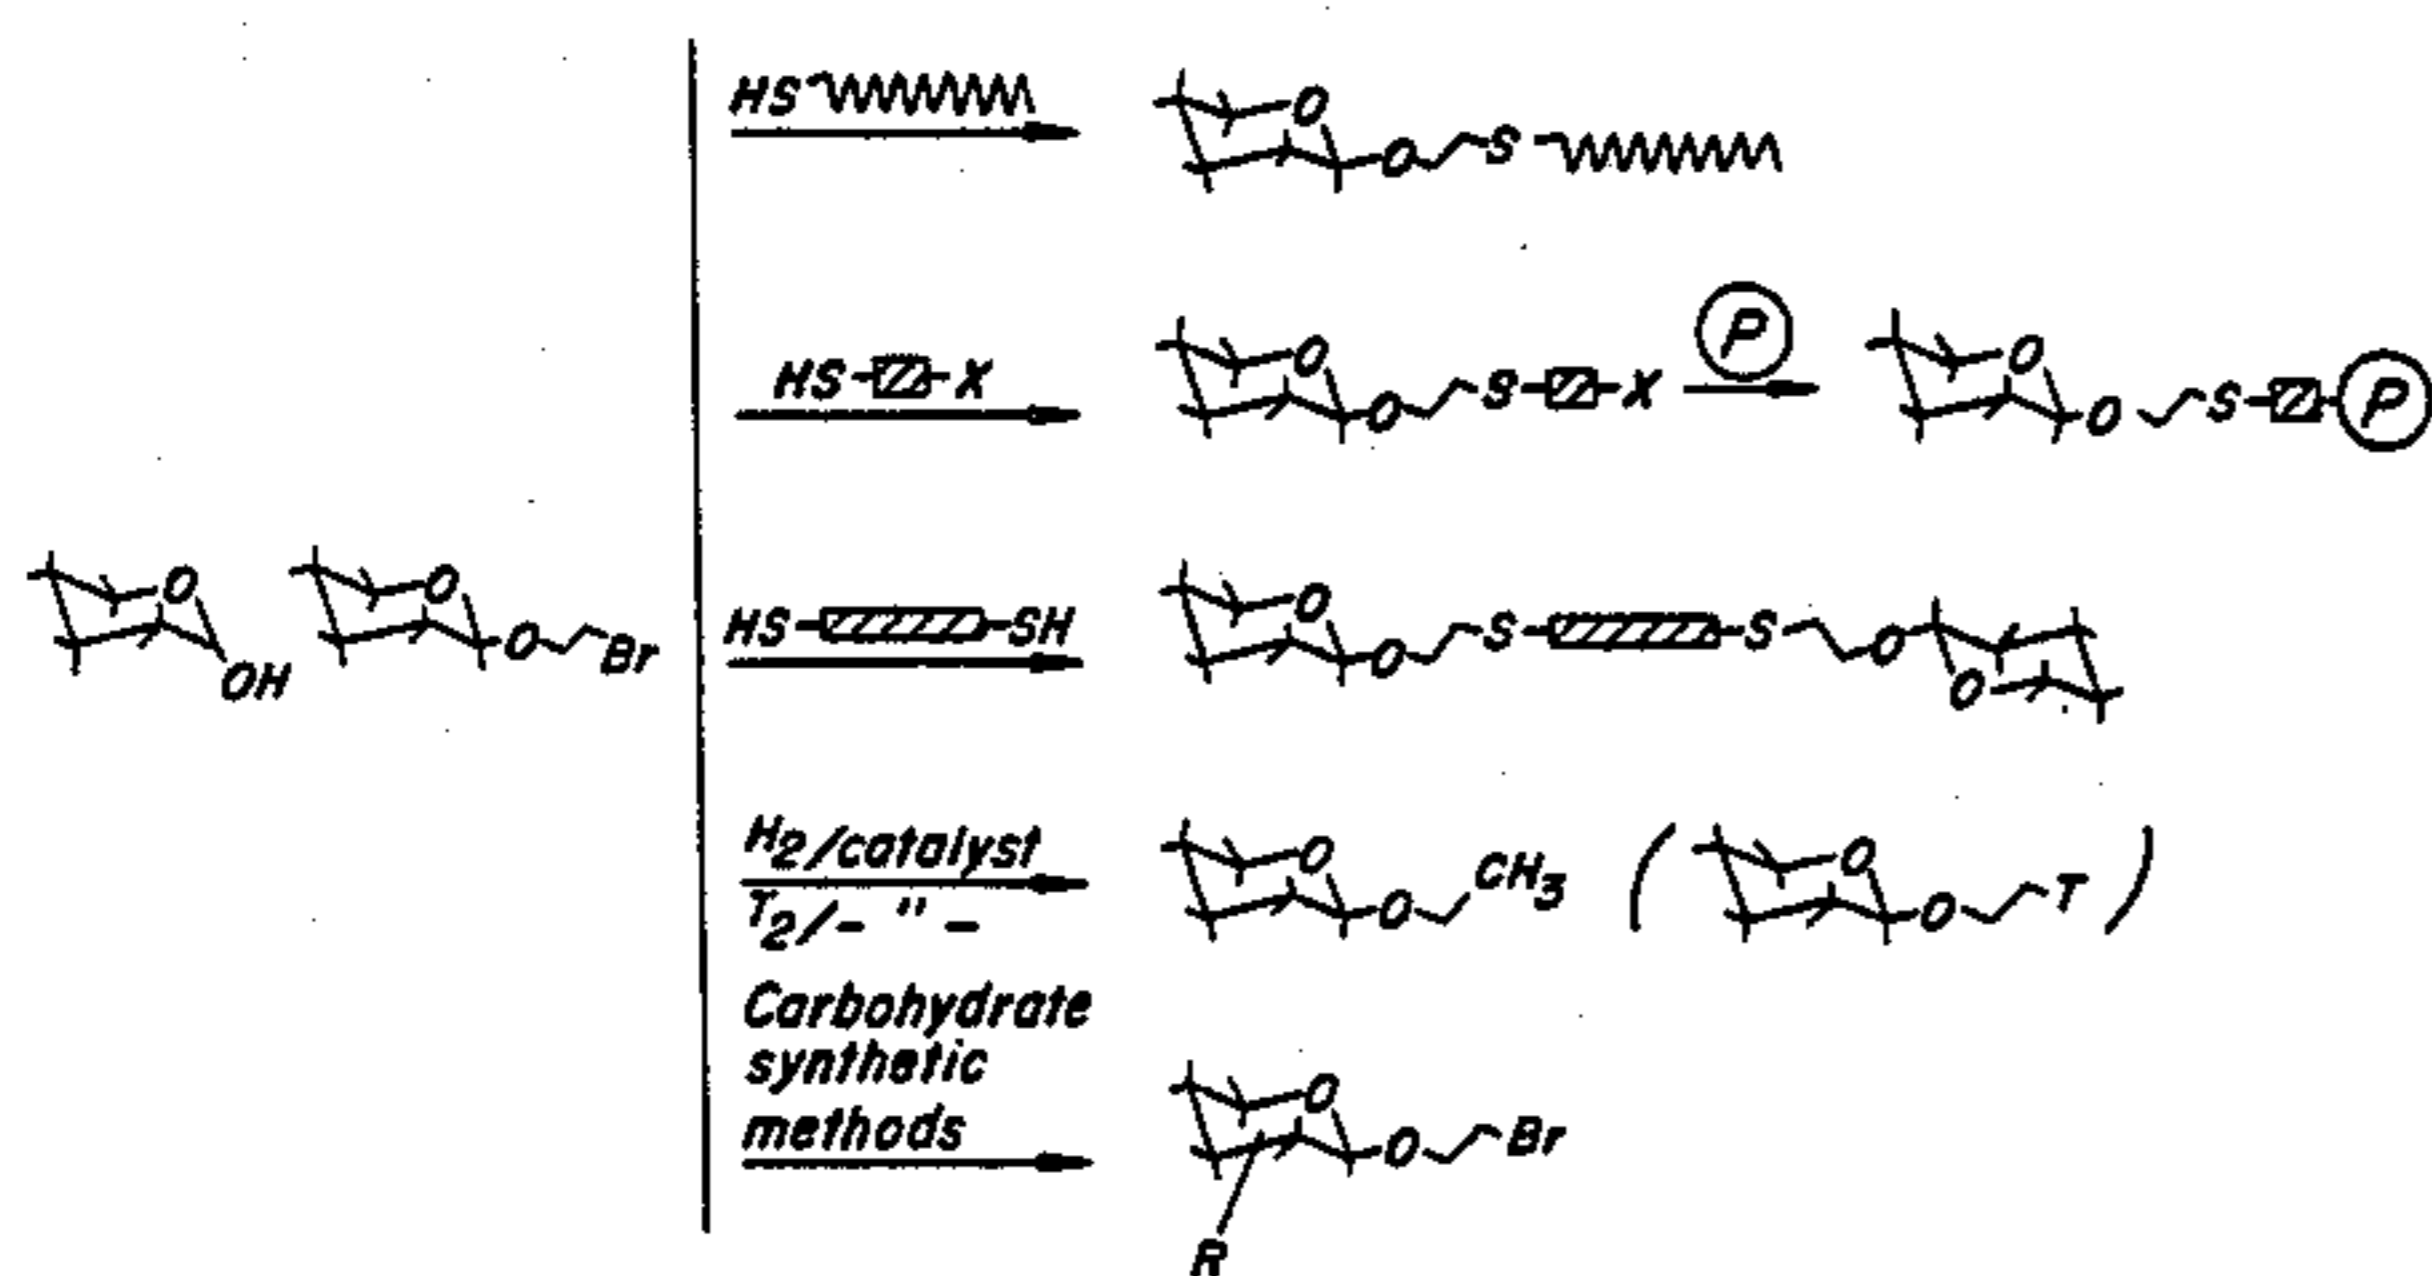 HS
O
O
S
HS
X
O
O
S
X
P
O
O
S
P
O
OH
O
O
Br
HS
SH
O
O
S
S
O
O
H2/catalyst
T2/- " -
O
O
CH3
(
O
O
T
)
Carbohydrate
synthetic
methods
O
O
Br
R